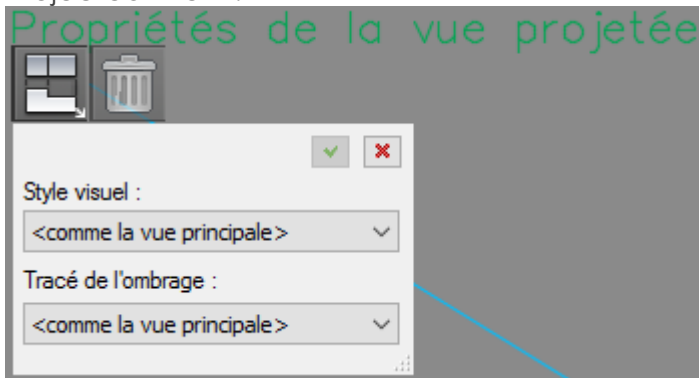 Propriétés de la vue projetée
Style visuel :
<comme la vue principale>
Tracé de l'ombrage :
<comme la vue principale>